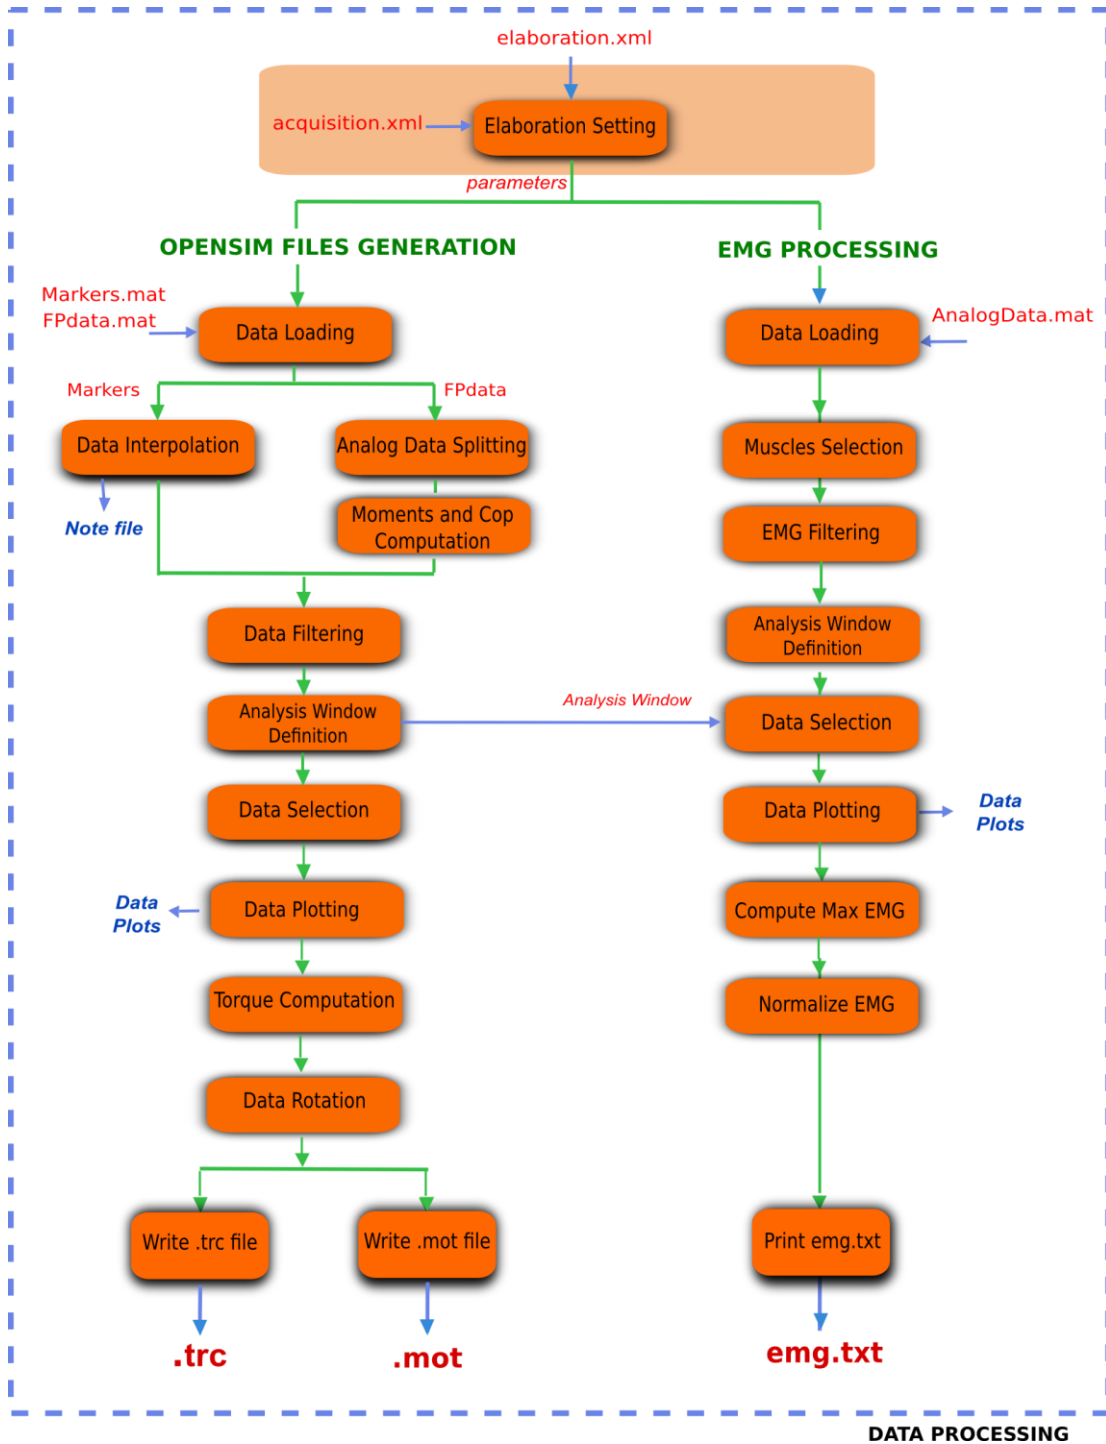 elaboration.xml
acquisition.xml
Elaboration Setting
parameters
OPENSIM FILES GENERATION
EMG PROCESSING
Markers.mat
FPdata.mat
Data Loading
Data Loading
AnalogData.mat
Markers
FPdata
Data Interpolation
Analog Data Splitting
Muscles Selection
Note file
Moments and Cop
Computation
EMG Filtering
Data Filtering
Analysis Window
Definition
Analysis Window
Definition
Analysis Window
Data Selection
Data Selection
Data Plotting
Data
Plots
Data
Plots
Data Plotting
Compute Max EMG
Torque Computation
Normalize EMG
Data Rotation
Write .trc file
Write .mot file
Print emg.txt
.trc
.mot
emg.txt
DATA PROCESSING